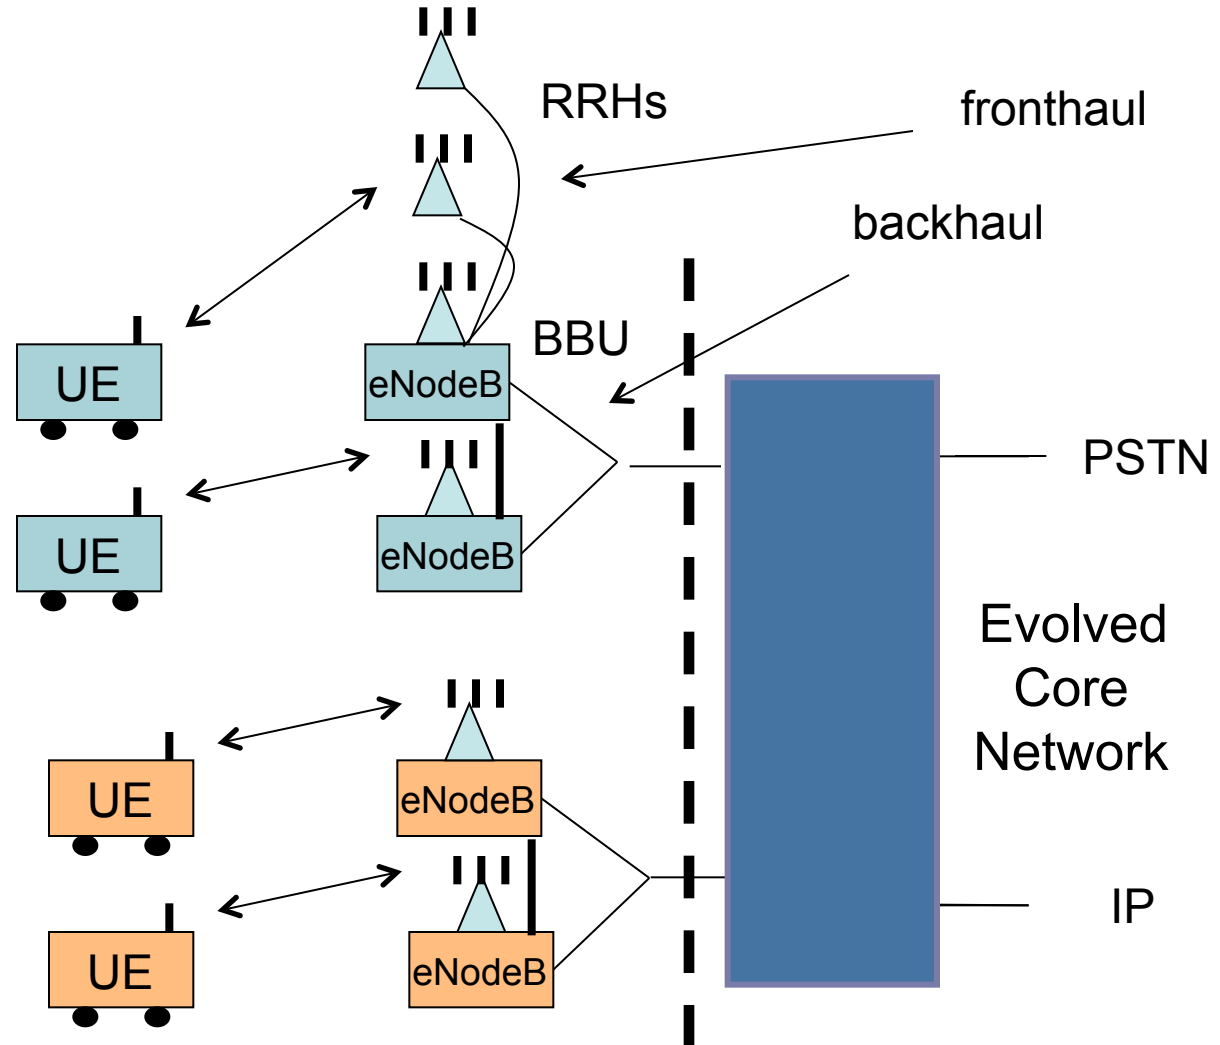 RRHs
fronthaul
backhaul
BBU
UE
eNodeB
PSTN
UE
eNodeB
Evolved
Core
Network
UE
eNodeB
IP
UE
eNodeB